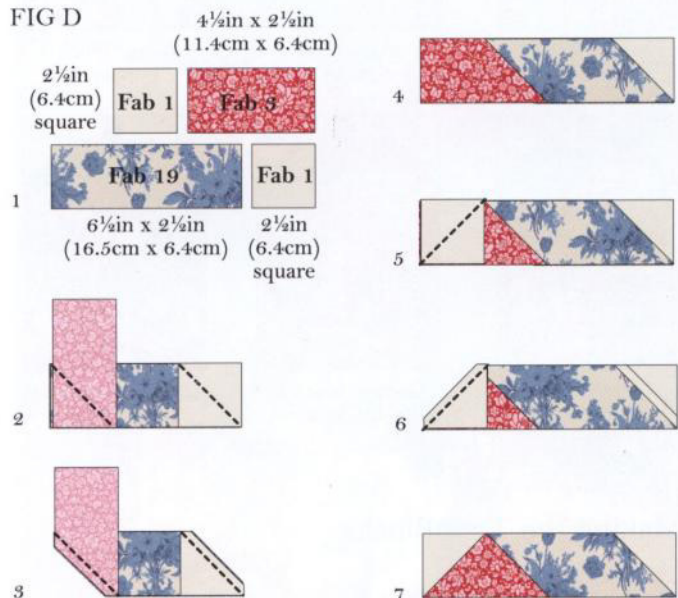 FIG D
4½in x 2½in
(11.4cm x 6.4cm)
2½in
(6.4cm)
square
Fab 1
Fab 3
Fab 19
Fab 1
1
6½in x 2½in
(16.5cm x 6.4cm)
2½in
(6.4cm)
square
2
3
4
5
6
7